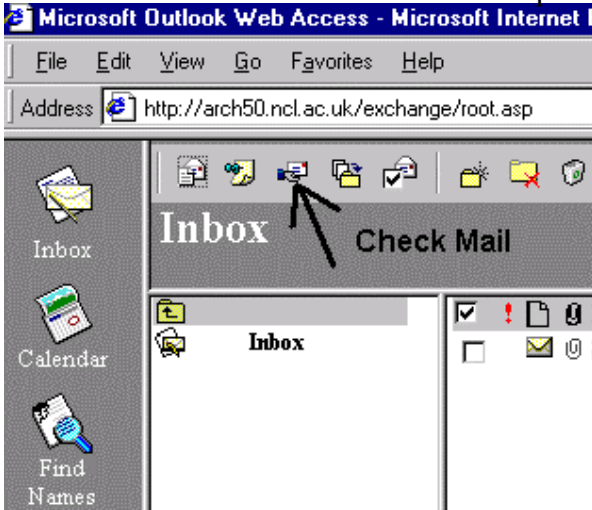 Microsoft Outlook Web Access - Microsoft Internet
File Edit View Go Favorites Help
Address http://arch50.ncl.ac.uk/exchange/root.asp
Inbox
Check Mail
Inbox
Inbox
Calendar
Find
Names